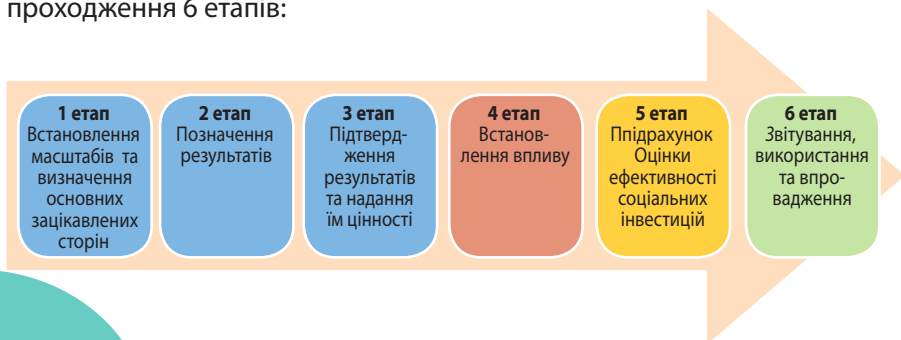 проходження 6 етапів:
1 етап
Встановлення
масштабів та
визначення
основних
зацікавлених
сторін
2 етап
Позначення
результатів
3 етап
Підтверд-
ження
результатів
та надання
їм цінності
4 етап
Встанов-
лення впливу
5 етап
Ппідрахунок
Оцінки
ефективності
соціальних
інвестицій
6 етап
Звітування,
використання
та впро-
вадження